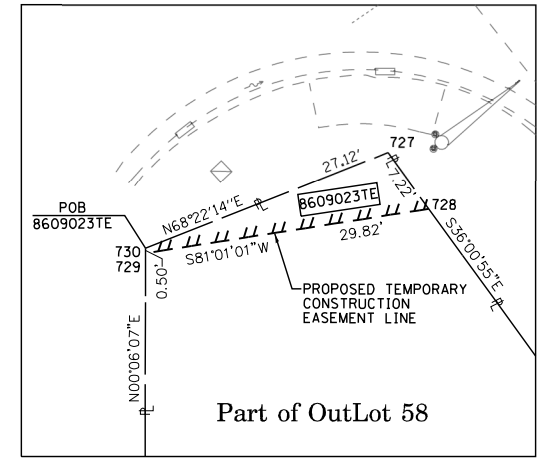 727
27.12'
7.22'
N68°22'14"E
8609023TE
728
POB
8609023TE
S81°01'01"W
29.82'
730
729
0.50'
S36°00'55"E
PROPOSED TEMPORARY
CONSTRUCTION
EASEMENT LINE
N00°06'07"E
Part of OutLot 58